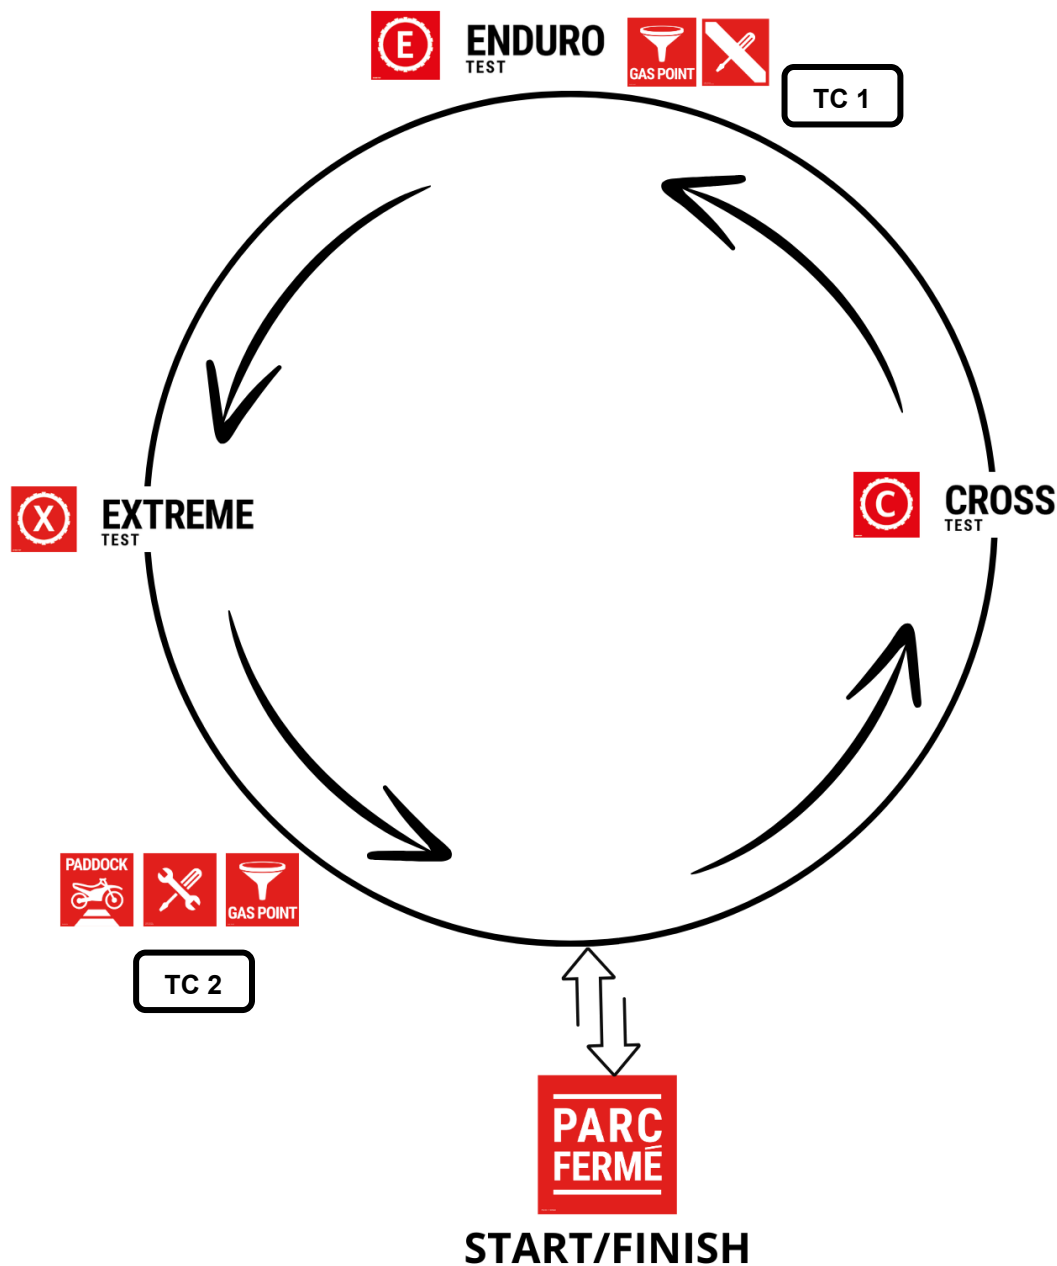 E
ENDURO
TEST
GAS POINT
TC 1
X
EXTREME
TEST
C
CROSS
TEST
PADDOCK
GAS POINT
TC 2
PARC
FERMÉ
START/FINISH